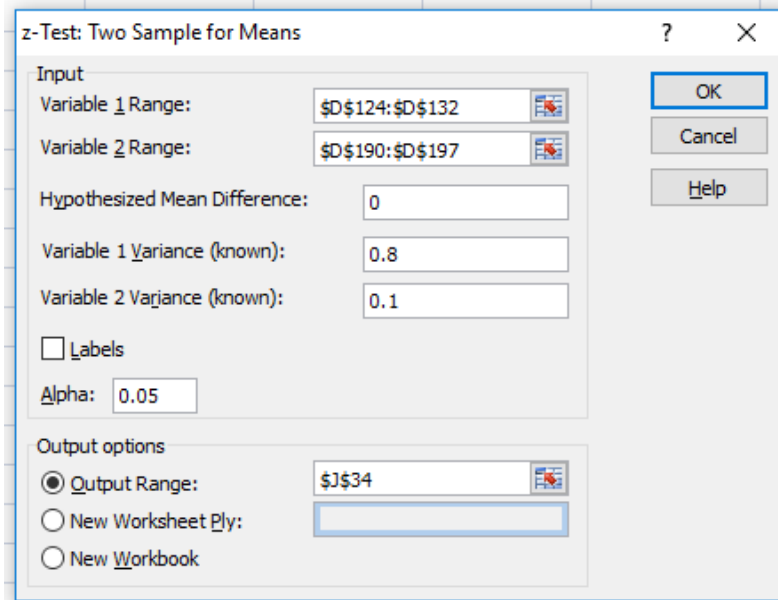 z-Test: Two Sample for Means ? X
Input
Variable 1 Range: $D$124:$D$132 OK
Variable 2 Range: $D$190:$D$197 Cancel
Hypothesized Mean Difference: 0 Help
Variable 1 Variance (known): 0.8
Variable 2 Variance (known): 0.1
Labels
Alpha: 0.05
Output options
Output Range: $J$34
New Worksheet Ply:
New Workbook